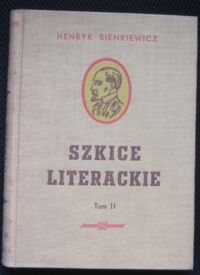 HENRYK SIENKIEWICZ
SZKICE
LITERACKIE
Tom II